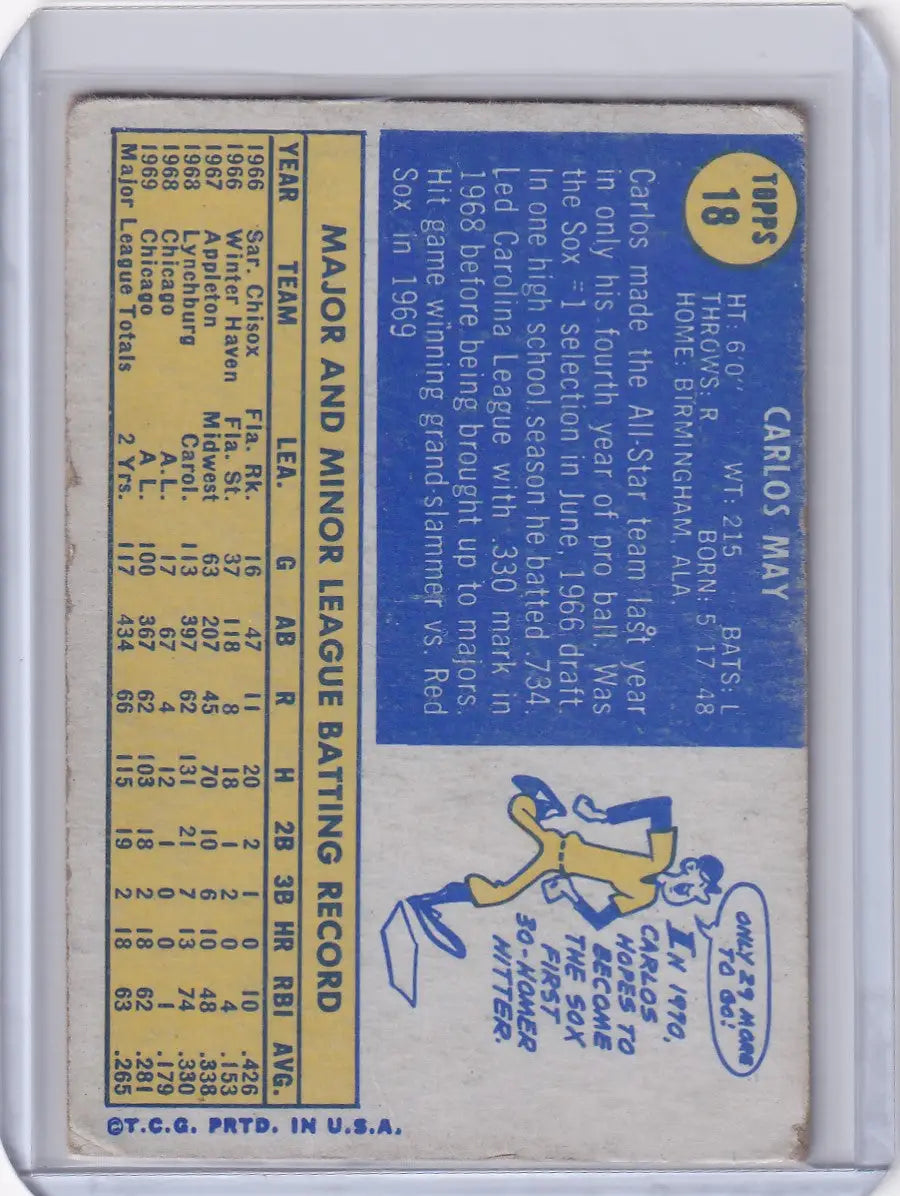 TOPPS
18
CARLOS MAY
HT: 6'0" WT: 215 BATS: L
THROWS: R BORN: 5 17 48
HOME: BIRMINGHAM, ALA.
Carlos made the All-Star team last year
in only his fourth year of pro ball. Was
the Sox =1 selection in June, 1966 draft.
In one high school season he batted .734.
Led Carolina League with .330 mark in
1968 before being brought up to majors.
Hit game winning grand-slammer vs. Red
Sox in 1969
ONLY 29 MORE
TO GO!
IN 1970,
CARLOS
HOPES TO
BECOME
THE SOX
FIRST
30-HOMER
HITTER.
MAJOR AND MINOR LEAGUE BATTING RECORD
YEAR TEAM LEA. G AB R H 2B 3B HR RBI AVG.
1966 Sar. Chisox Fla. Rk. 16 47 11 20 2 1 0 10 .426
1966 Winter Haven Fla. St. 37 118 8 18 1 2 0 4 .153
1967 Appleton Midwest 63 207 45 70 10 6 10 48 .338
1968 Lynchburg Carol. 113 397 62 131 21 7 13 74 .330
1968 Chicago A.L. 17 67 4 12 1 0 0 1 .179
1969 Chicago A.L. 100 367 62 103 18 2 18 62 .281
Major League Totals 2 Yrs. 117 434 66 115 19 2 18 63 .265
©T.C.G. PRTD. IN U.S.A.